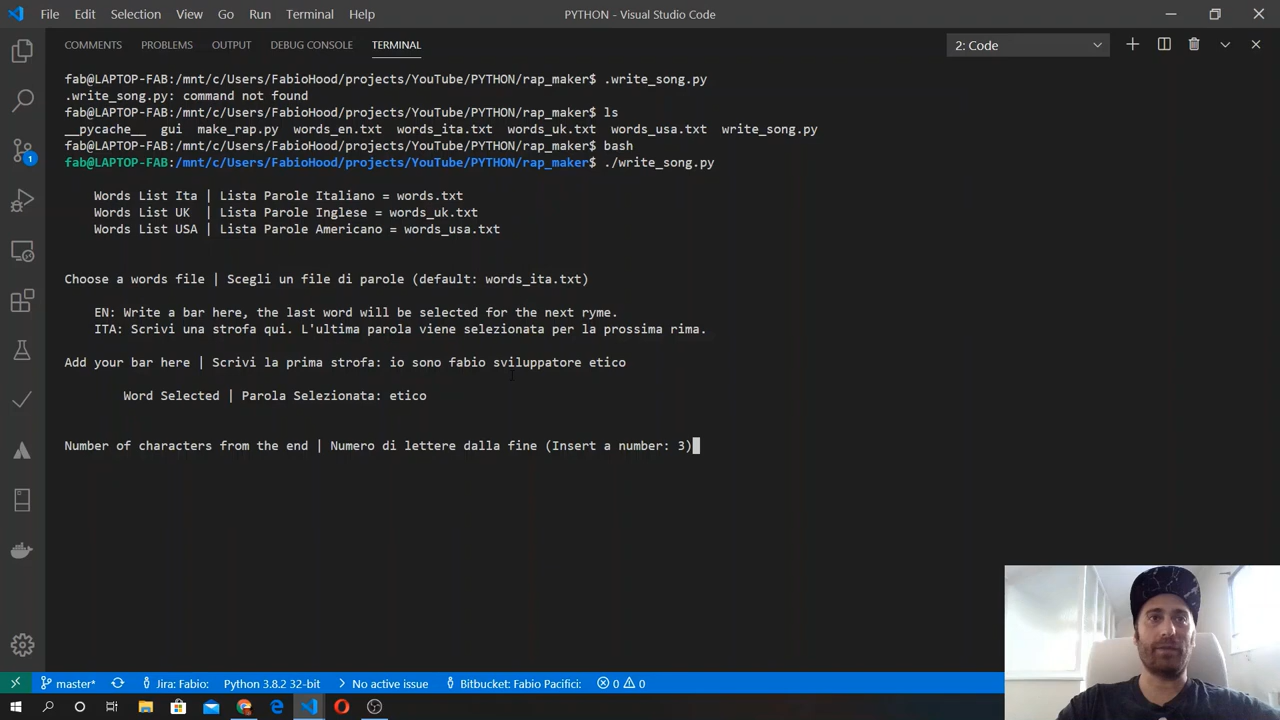 File Edit Selection View Go Run Terminal Help PYTHON - Visual Studio Code
COMMENTS PROBLEMS OUTPUT DEBUG CONSOLE TERMINAL 2: Code
fab@LAPTOP-FAB:/mnt/c/Users/FabioHood/projects/YouTube/PYTHON/rap_maker$ .write_song.py
.write_song.py: command not found
fab@LAPTOP-FAB:/mnt/c/Users/FabioHood/projects/YouTube/PYTHON/rap_maker$ ls
__pycache__ gui make_rap.py words_en.txt words_ita.txt words_uk.txt words_usa.txt write_song.py
fab@LAPTOP-FAB:/mnt/c/Users/FabioHood/projects/YouTube/PYTHON/rap_maker$ bash
fab@LAPTOP-FAB:/mnt/c/Users/FabioHood/projects/YouTube/PYTHON/rap_maker$ ./write_song.py
Words List Ita | Lista Parole Italiano = words.txt
Words List UK | Lista Parole Inglese = words_uk.txt
Words List USA | Lista Parole Americano = words_usa.txt
Choose a words file | Scegli un file di parole (default: words_ita.txt)
EN: Write a bar here, the last word will be selected for the next ryme.
ITA: Scrivi una strofa qui. L'ultima parola viene selezionata per la prossima rima.
Add your bar here | Scrivi la prima strofa: io sono fabio sviluppatore etico
Word Selected | Parola Selezionata: etico
Number of characters from the end | Numero di lettere dalla fine (Insert a number: 3)
1
master* Jira: Fabio: Python 3.8.2 32-bit No active issue Bitbucket: Fabio Pacifici: 0 0